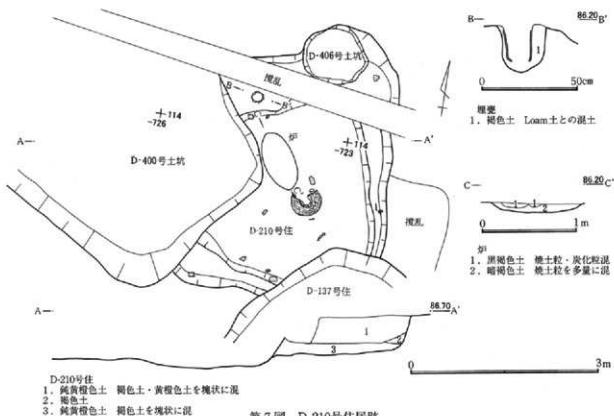 D-406号土坑
撹乱
B
B'
炉
+114
-726
+114
-723
A
A'
D-400号土坑
C
撹乱
D-210号住
D-137号住
A
86.70
A'
1
2
3
0
3m
D-210号住
1. 鈍黄橙色土 褐色土・黄橙色土を塊状に混
2. 褐色土
3. 鈍黄橙色土 褐色土を塊状に混
B
86.20
B'
1
0
50cm
埋甕
1. 褐色土 Loam土との混土
C
86.20
C'
1
1
2
0
1m
炉
1. 黒褐色土 焼土粒・炭化粒混
2. 暗褐色土 焼土粒を多量に混
第7図 D-210号住居跡